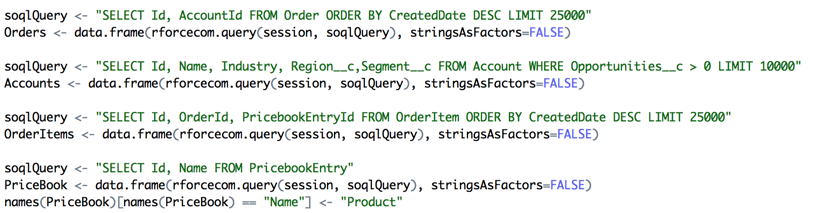 soqlQuery <- "SELECT Id, AccountId FROM Order ORDER BY CreatedDate DESC LIMIT 25000"
Orders <- data.frame(rforcecom.query(session, soqlQuery), stringsAsFactors=FALSE)
soqlQuery <- "SELECT Id, Name, Industry, Region__c,Segment__c FROM Account WHERE Opportunities__c > 0 LIMIT 10000"
Accounts <- data.frame(rforcecom.query(session, soqlQuery), stringsAsFactors=FALSE)
soqlQuery <- "SELECT Id, OrderId, PricebookEntryId FROM OrderItem ORDER BY CreatedDate DESC LIMIT 25000"
OrderItems <- data.frame(rforcecom.query(session, soqlQuery), stringsAsFactors=FALSE)
soqlQuery <- "SELECT Id, Name FROM PricebookEntry"
PriceBook <- data.frame(rforcecom.query(session, soqlQuery), stringsAsFactors=FALSE)
names(PriceBook)[names(PriceBook) == "Name"] <- "Product"